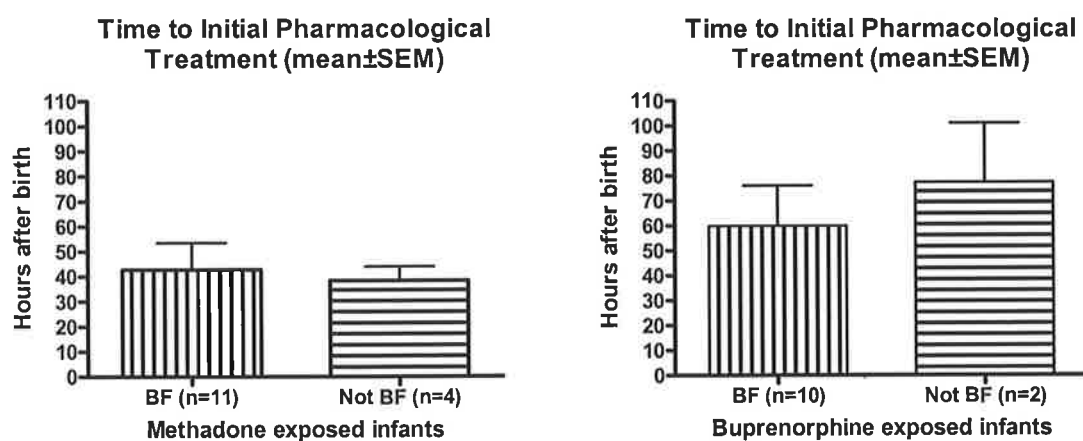 Time to Initial Pharmacological
Treatment (mean±SEM)
Hours after birth
110
100
90
80
70
60
50
40
30
20
10
0
BF (n=11)
Not BF (n=4)
Methadone exposed infants
Time to Initial Pharmacological
Treatment (mean±SEM)
Hours after birth
110
100
90
80
70
60
50
40
30
20
10
0
BF (n=10)
Not BF (n=2)
Buprenorphine exposed infants